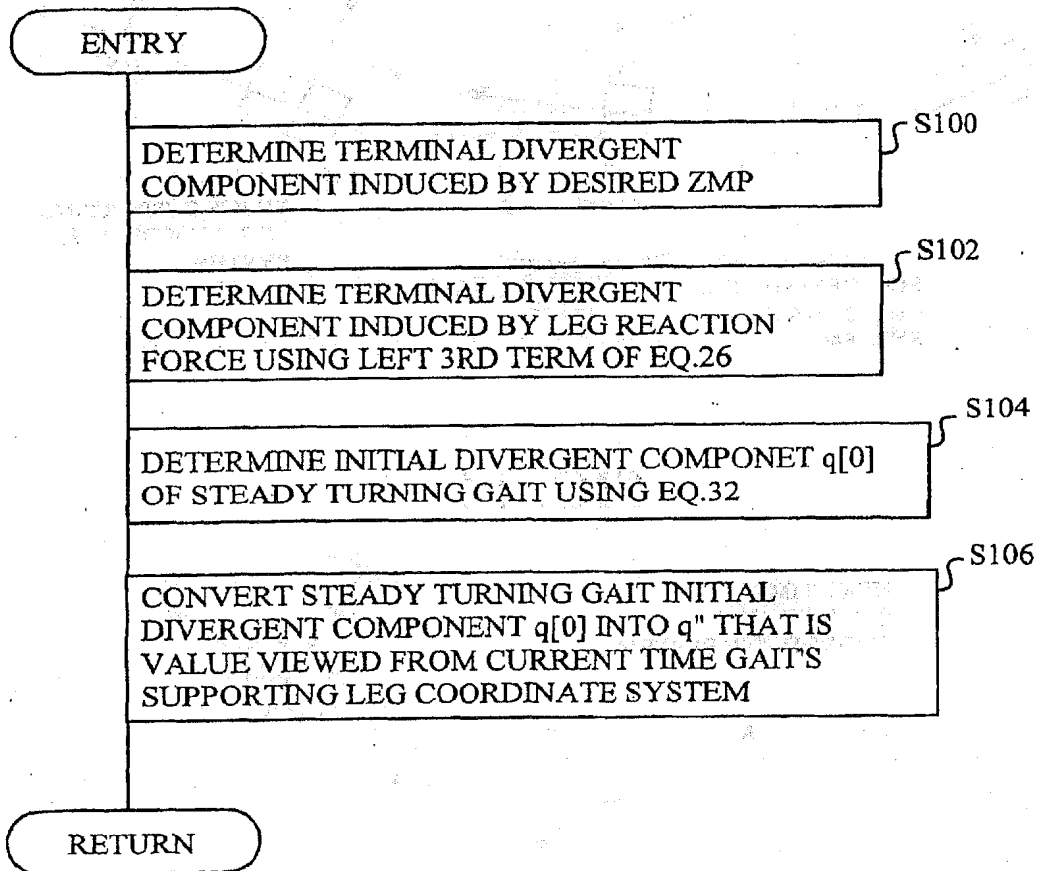 ENTRY
S100
DETERMINE TERMINAL DIVERGENT
COMPONENT INDUCED BY DESIRED ZMP
S102
DETERMINE TERMINAL DIVERGENT
COMPONENT INDUCED BY LEG REACTION
FORCE USING LEFT 3RD TERM OF EQ.26
S104
DETERMINE INITIAL DIVERGENT COMPONET q[0]
OF STEADY TURNING GAIT USING EQ.32
S106
CONVERT STEADY TURNING GAIT INITIAL
DIVERGENT COMPONENT q[0] INTO q" THAT IS
VALUE VIEWED FROM CURRENT TIME GAIT'S
SUPPORTING LEG COORDINATE SYSTEM
RETURN